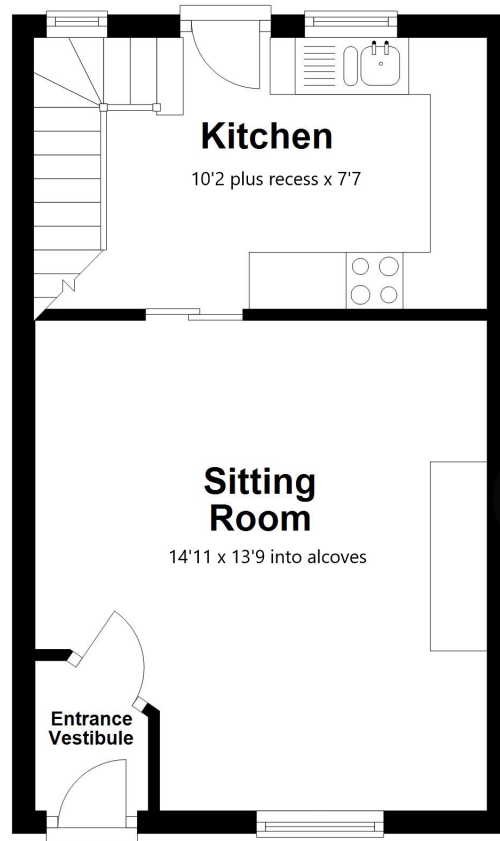 Kitchen
10'2 plus recess x 7'7
Sitting
Room
14'11 x 13'9 into alcoves
Entrance
Vestibule